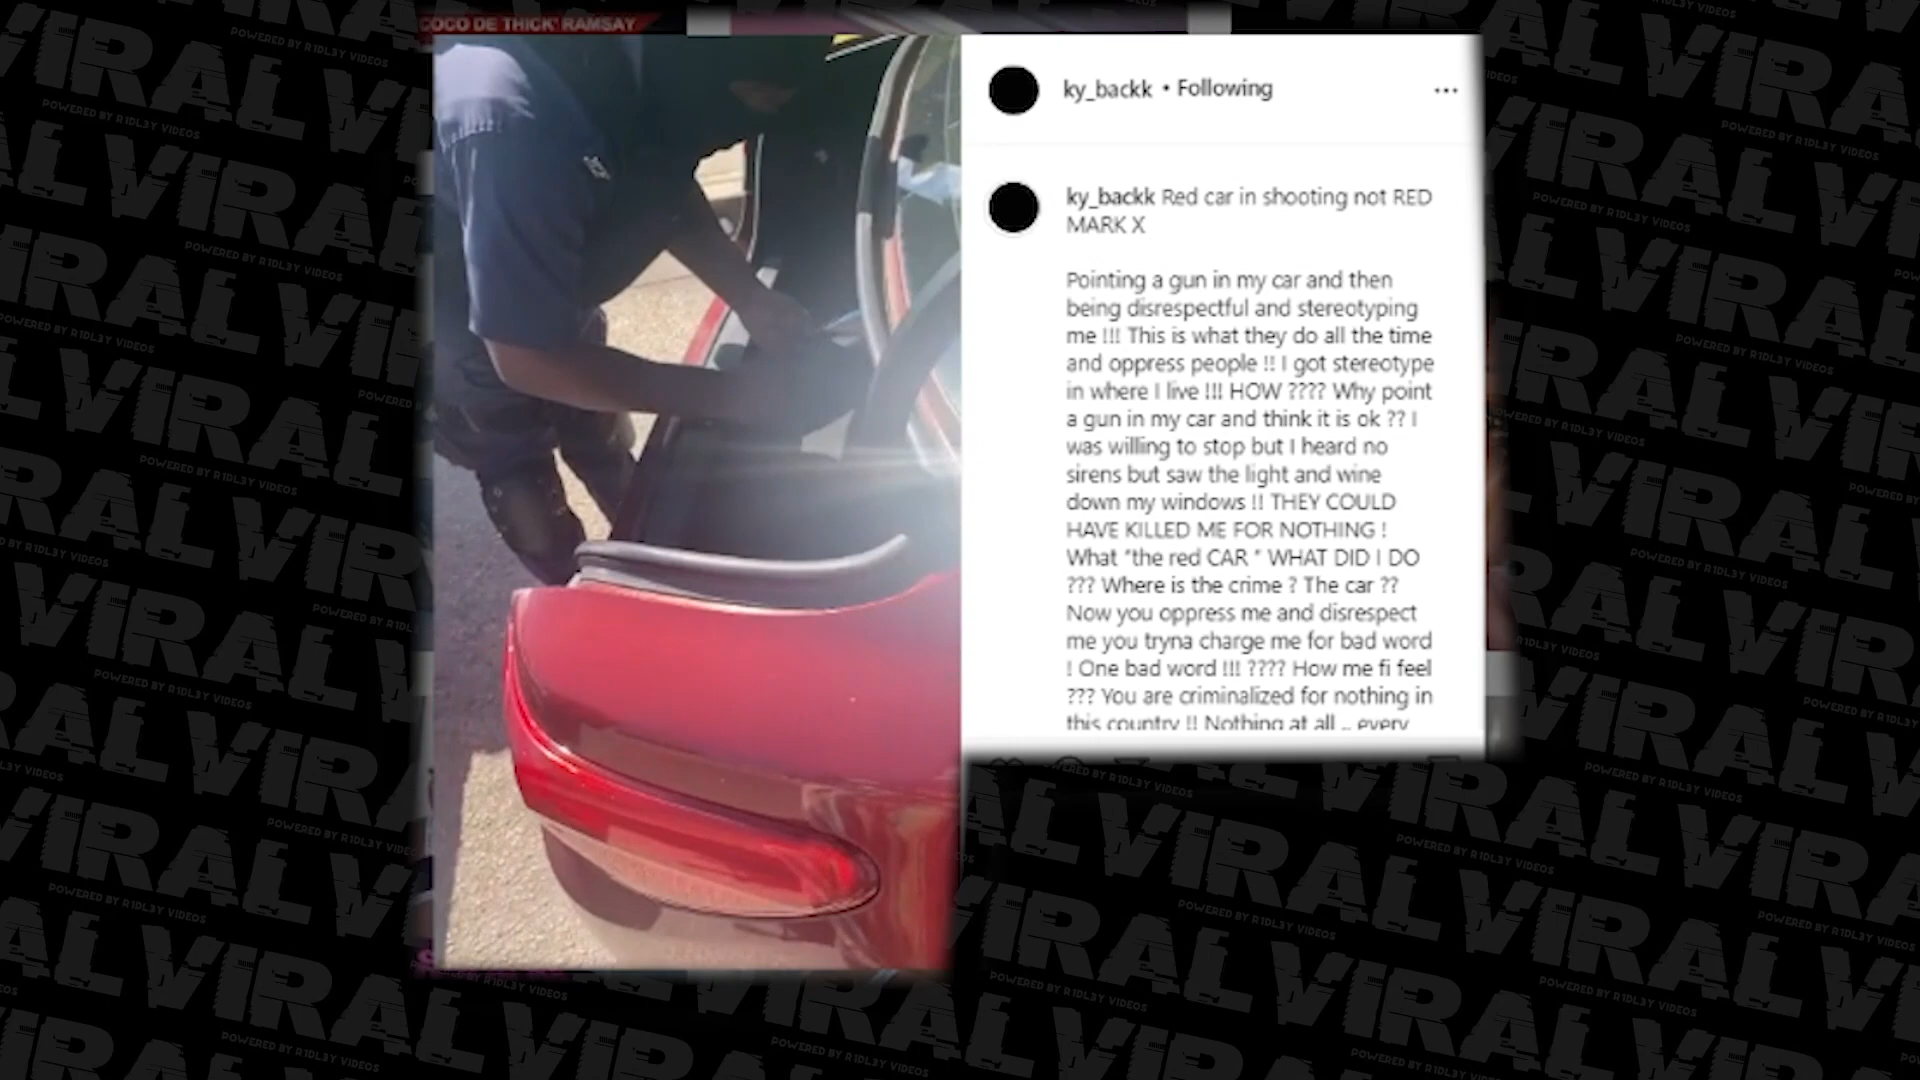 COCO DE THICK' RAMSAY
ky_backk • Following
ky_backk Red car in shooting not RED
MARK X
Pointing a gun in my car and then
being disrespectful and stereotyping
me !!! This is what they do all the time
and oppress people !! I got stereotype
in where I live !!! HOW ???? Why point
a gun in my car and think it is ok ?? I
was willing to stop but I heard no
sirens but saw the light and wine
down my windows !! THEY COULD
HAVE KILLED ME FOR NOTHING !
What "the red CAR " WHAT DID I DO
??? Where is the crime ? The car ??
Now you oppress me and disrespect
me you tryna charge me for bad word
! One bad word !!! ???? How me fi feel
??? You are criminalized for nothing in
this country !! Nothing at all .. every
VIRAL
POWERED BY R1DL3Y VIDEOS